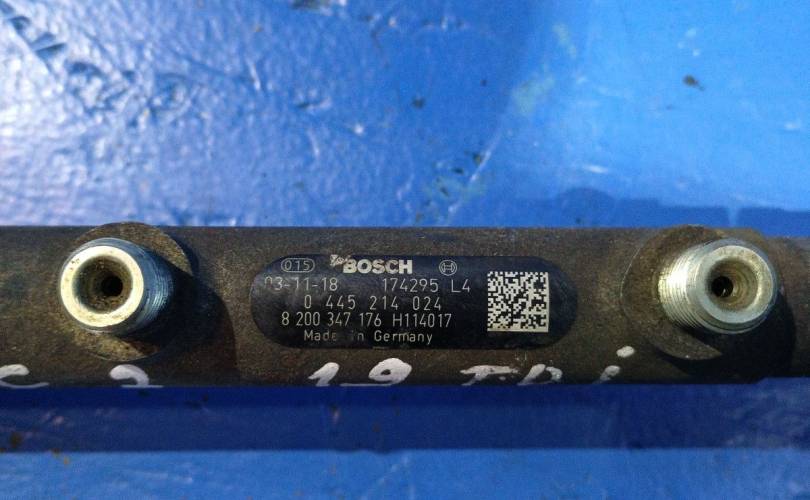 015 BOSCH
03-11-18 174295 L4
0 445 214 024
8 200 347 176 H114017
Made in Germany
1.9 TDi